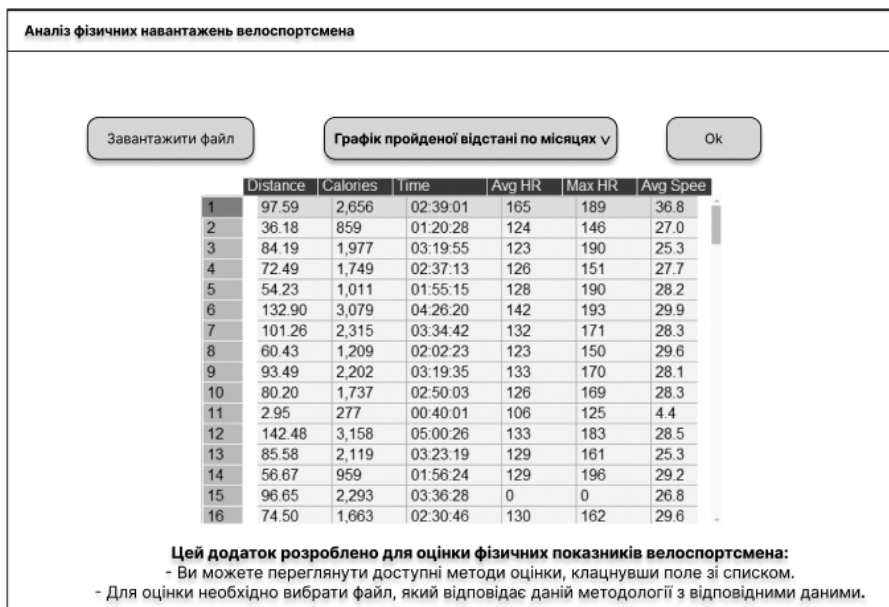 Аналіз фізичних навантажень велоспортсмена
Завантажити файл Графік пройденої відстані по місяцях ∨ Ok
Distance Calories Time Avg HR Max HR Avg Spee
1 97.59 2,656 02:39:01 165 189 36.8
2 36.18 859 01:20:28 124 146 27.0
3 84.19 1,977 03:19:55 123 190 25.3
4 72.49 1,749 02:37:13 126 151 27.7
5 54.23 1,011 01:55:15 128 190 28.2
6 132.90 3,079 04:26:20 142 193 29.9
7 101.26 2,315 03:34:42 132 171 28.3
8 60.43 1,209 02:02:23 123 150 29.6
9 93.49 2,202 03:19:35 133 170 28.1
10 80.20 1,737 02:50:03 126 169 28.3
11 2.95 277 00:40:01 106 125 4.4
12 142.48 3,158 05:00:26 133 183 28.5
13 85.58 2,119 03:23:19 129 161 25.3
14 56.67 959 01:56:24 129 196 29.2
15 96.65 2,293 03:36:28 0 0 26.8
16 74.50 1,663 02:30:46 130 162 29.6
Цей додаток розроблено для оцінки фізичних показників велоспортсмена:
- Ви можете переглянути доступні методи оцінки, клацнувши поле зі списком.
- Для оцінки необхідно вибрати файл, який відповідає даній методології з відповідними даними.